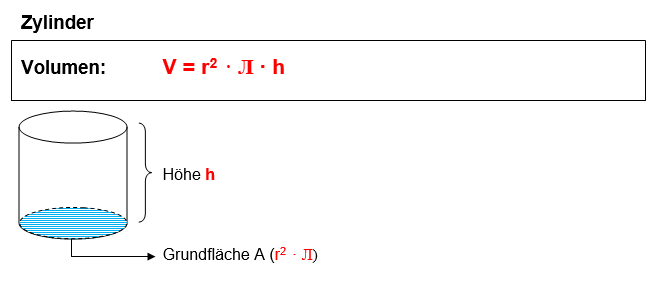 Zylinder
Volumen: V = r² · Л · h
Höhe h
Grundfläche A (r² · Л)